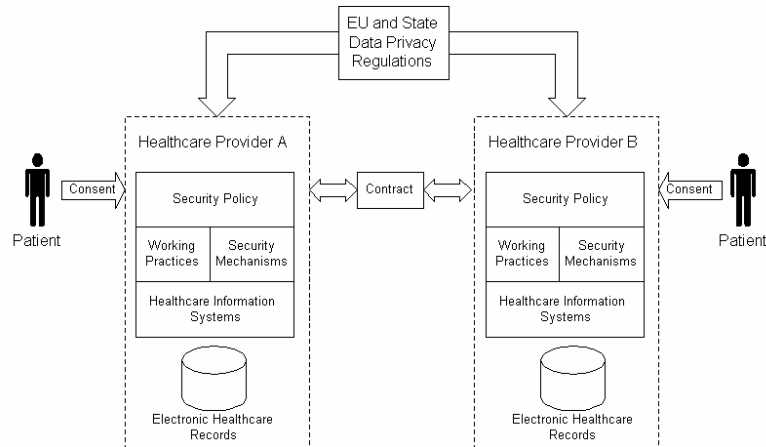 EU and State
Data Privacy
Regulations
Healthcare Provider A
Healthcare Provider B
Consent
Patient
Security Policy
Working
Practices
Security
Mechanisms
Healthcare Information
Systems
Electronic Healthcare
Records
Contract
Security Policy
Working
Practices
Security
Mechanisms
Healthcare Information
Systems
Electronic Healthcare
Records
Consent
Patient